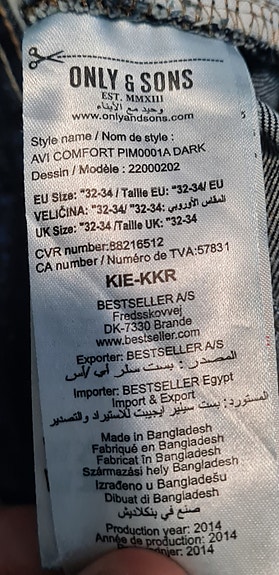 ONLY & SONS
EST. MMXIII
وحيد مع الأبناء
www.onlyandsons.com
Style name / Nom de style :
AVI COMFORT PIM0001A DARK
Dessin / Modèle : 22000202
EU Size: "32-34 / Taille EU: "32-34/ EU
VELIČINA: "32-34/ "32-34: المقاس الأوروبي
UK Size: "32-34/Taille UK: "32-34
CVR number:88216512
CA number / Numéro de TVA:57831
KIE-KKR
BESTSELLER A/S
Fredsskovvej
DK-7330 Brande
www.bestseller.com
Exporter: BESTSELLER A/S
المصدر : بست سلر أي/أس
Importer: BESTSELLER Egypt
Import & Export
المستورد: بست سيلير ايجيبت للاستيراد والتصدير
Made in Bangladesh
Fabriqué en Bangladesh
Fabricat în Bangladesh
Származási hely Bangladesh
Izrađeno u Bangladešu
Dibuat di Bangladesh
صنع في بنكلاديش
Production year: 2014
Année de production: 2014
2014